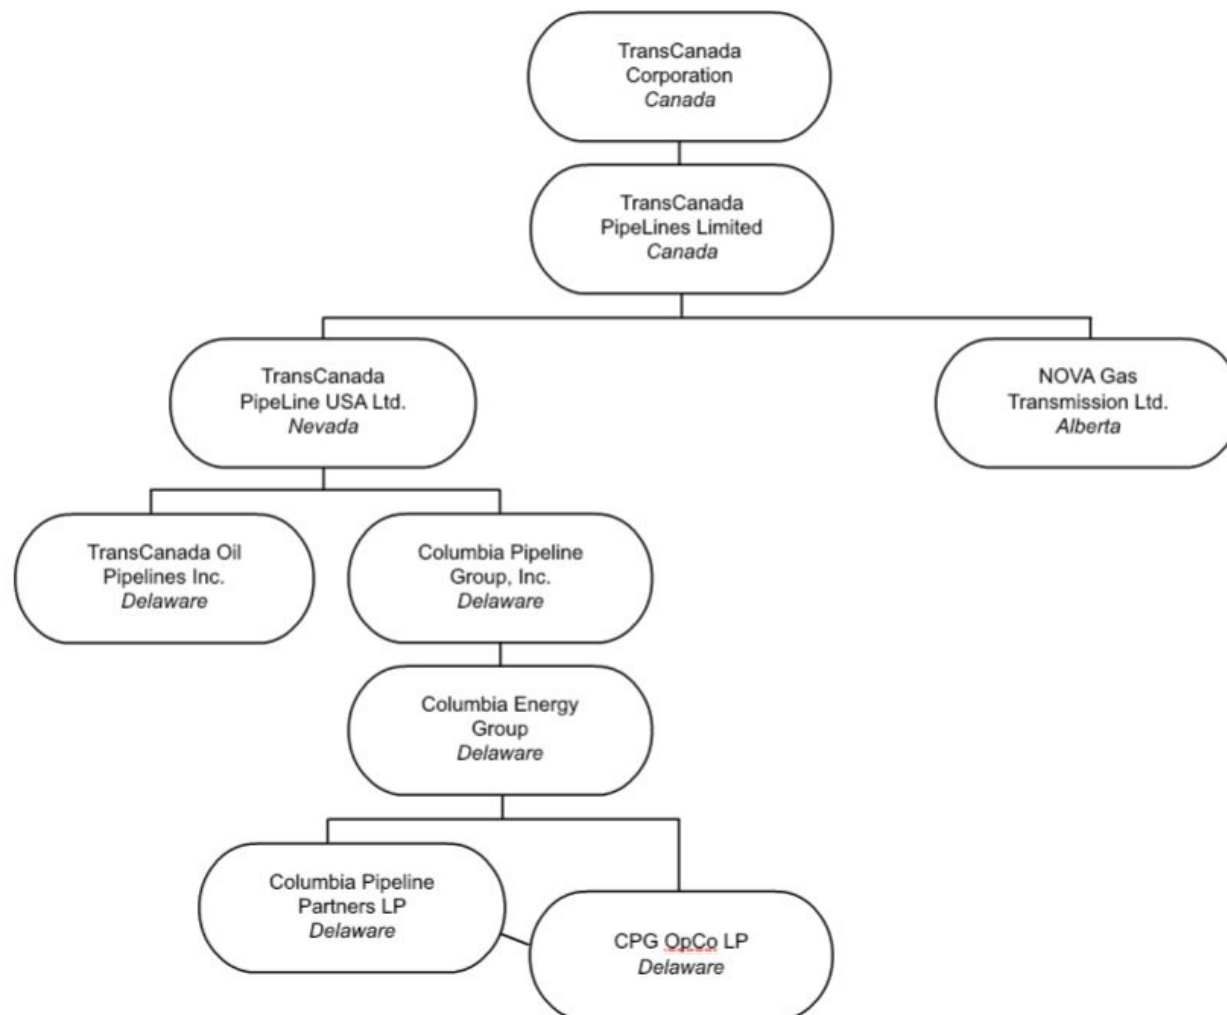 TransCanada
Corporation
Canada
TransCanada
PipeLines Limited
Canada
TransCanada
PipeLine USA Ltd.
Nevada
NOVA Gas
Transmission Ltd.
Alberta
TransCanada Oil
Pipelines Inc.
Delaware
Columbia Pipeline
Group, Inc.
Delaware
Columbia Energy
Group
Delaware
Columbia Pipeline
Partners LP
Delaware
CPG OpCo LP
Delaware